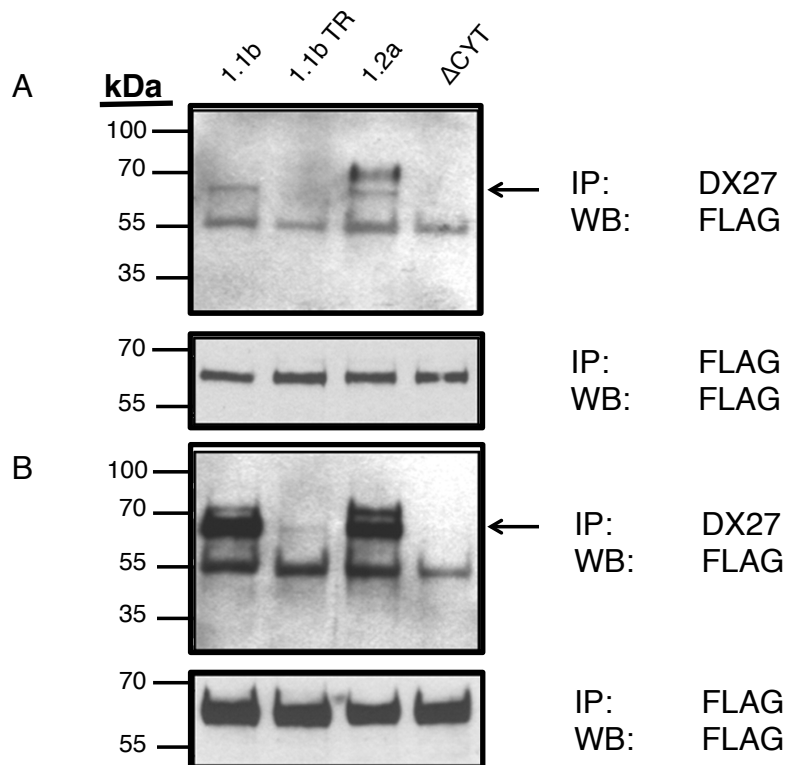 1.1b 1.1b TR 1.2a ΔCYT
A kDa
100
70 IP: DX27
55 WB: FLAG
35
70 IP: FLAG
55 WB: FLAG
B 100
70 IP: DX27
55 WB: FLAG
35
70 IP: FLAG
55 WB: FLAG